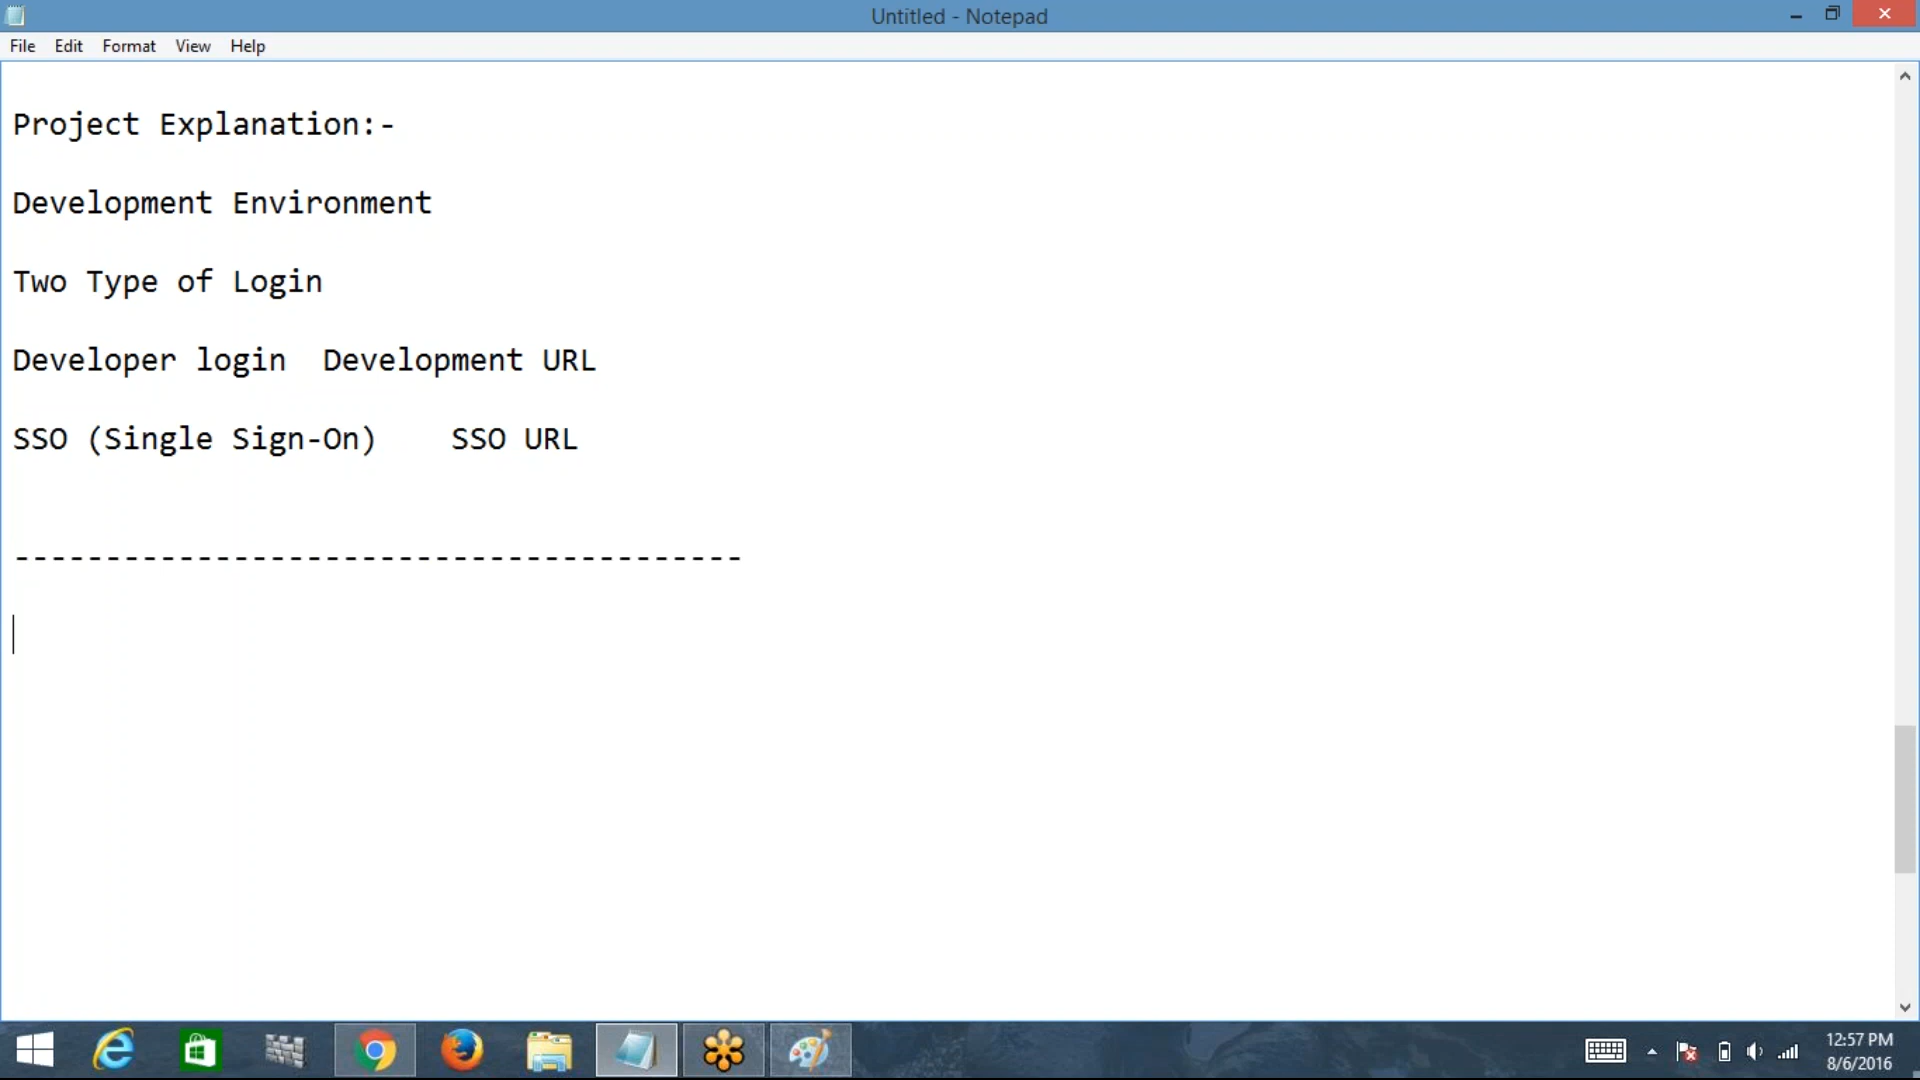 Untitled - Notepad
File Edit Format View Help
Project Explanation:-
Development Environment
Two Type of Login
Developer login  Development URL
SSO (Single Sign-On)    SSO URL
----------------------------------------
12:57 PM
8/6/2016